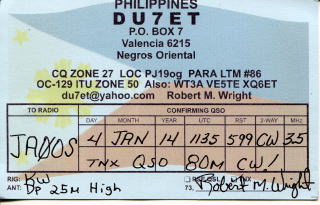 PHILIPPINES
DU7ET
P.O. BOX 7
Valencia 6215
Negros Oriental
CQ ZONE 27 LOC PJ19og PARA LTM #86
OC-129 ITU ZONE 50 Also: WT3A VE5TE XQ6ET
du7et@yahoo.com Robert M. Wright
TO RADIO CONFIRMING QSO
DAY MONTH YEAR UTC RST 2-WAY MHz
JAØOS 4 JAN 14 1135 599 CW 3.5
TNX QSO 80M CW!
RIG: KW
ANT: Dp 25M High 73, Robert M. Wright